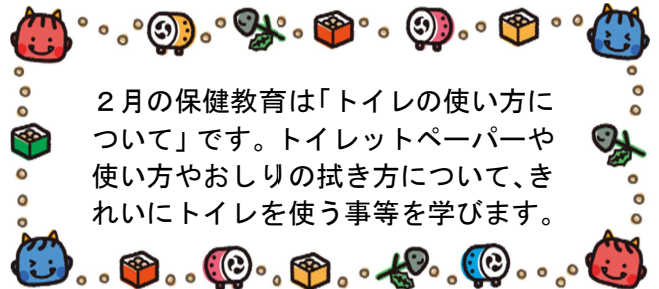 ２月の保健教育は「トイレの使い方に
ついて」です。トイレットペーパーや
使い方やおしりの拭き方について、き
れいにトイレを使う事等を学びます。